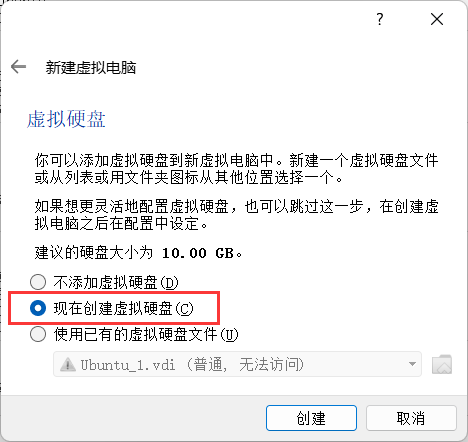 ?
新建虚拟电脑
虚拟硬盘
你可以添加虚拟硬盘到新虚拟电脑中。新建一个虚拟硬盘文件
或从列表或用文件夹图标从其他位置选择一个。
如果想更灵活地配置虚拟硬盘，也可以跳过这一步，在创建虚
拟电脑之后在配置中设定。
建议的硬盘大小为 10.00 GB。
不添加虚拟硬盘(D)
现在创建虚拟硬盘(C)
使用已有的虚拟硬盘文件(U)
Ubuntu_1.vdi (普通, 无法访问)
创建
取消